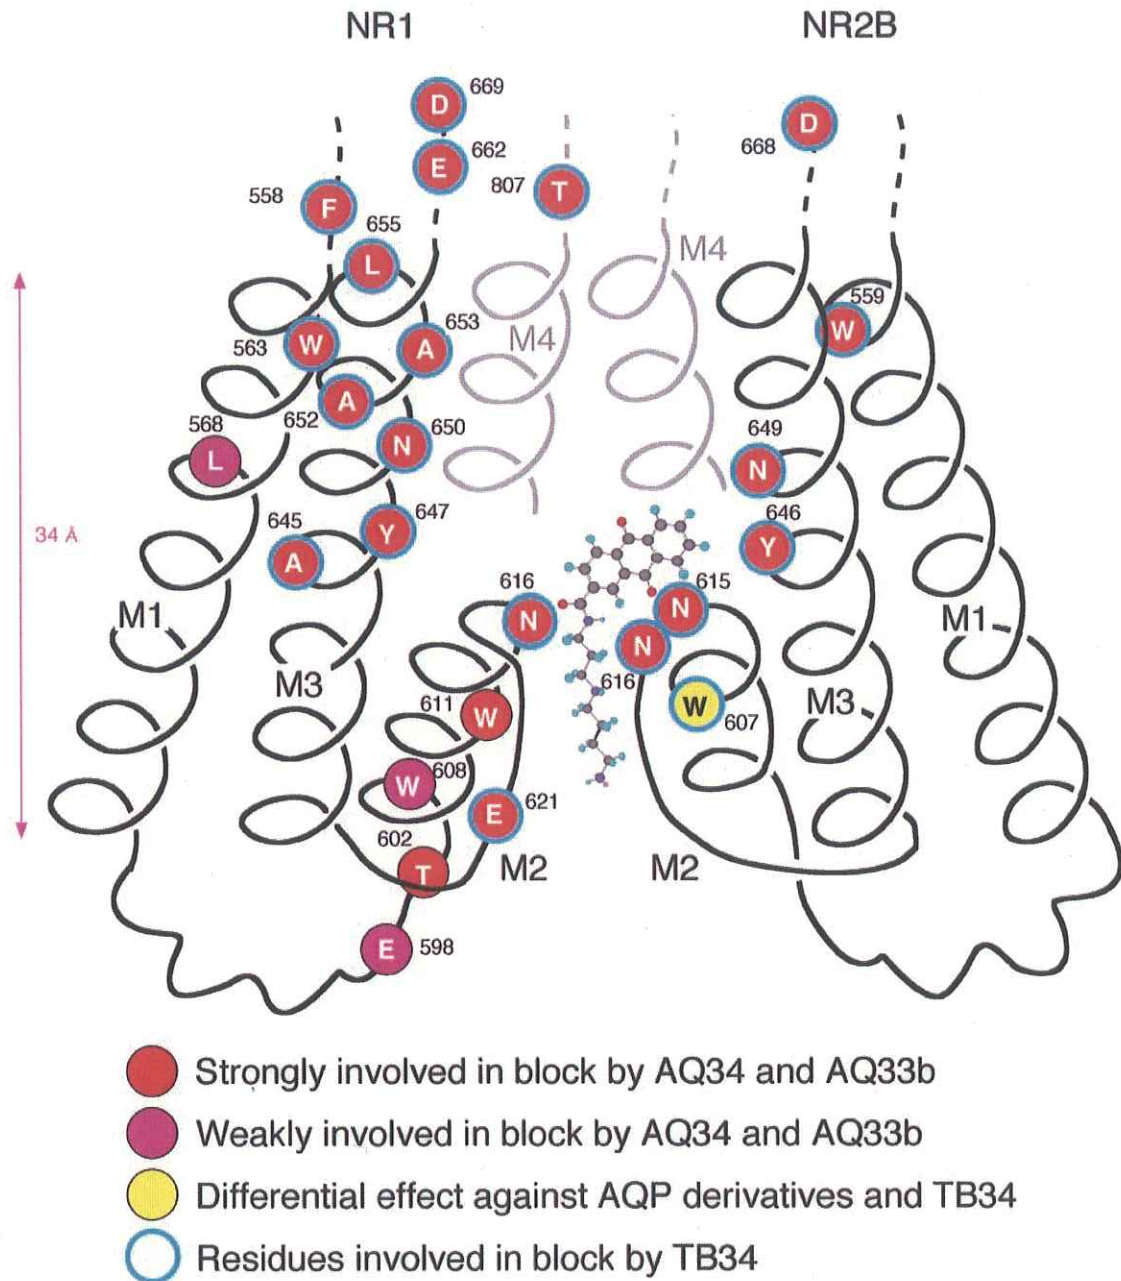 NR1
NR2B
D 669
E 662
558 F
655
L
807 T
668 D
M4
M4
563 W
653
A
559
W
652 A
568
L
650
N
649
N
34 Å
645
A
647
Y
646
Y
616
N
615
N
N
616
M1
M1
M3
M3
611 W
W
607
W 608
E 621
602
T
M2
M2
E 598
Strongly involved in block by AQ34 and AQ33b
Weakly involved in block by AQ34 and AQ33b
Differential effect against AQP derivatives and TB34
Residues involved in block by TB34